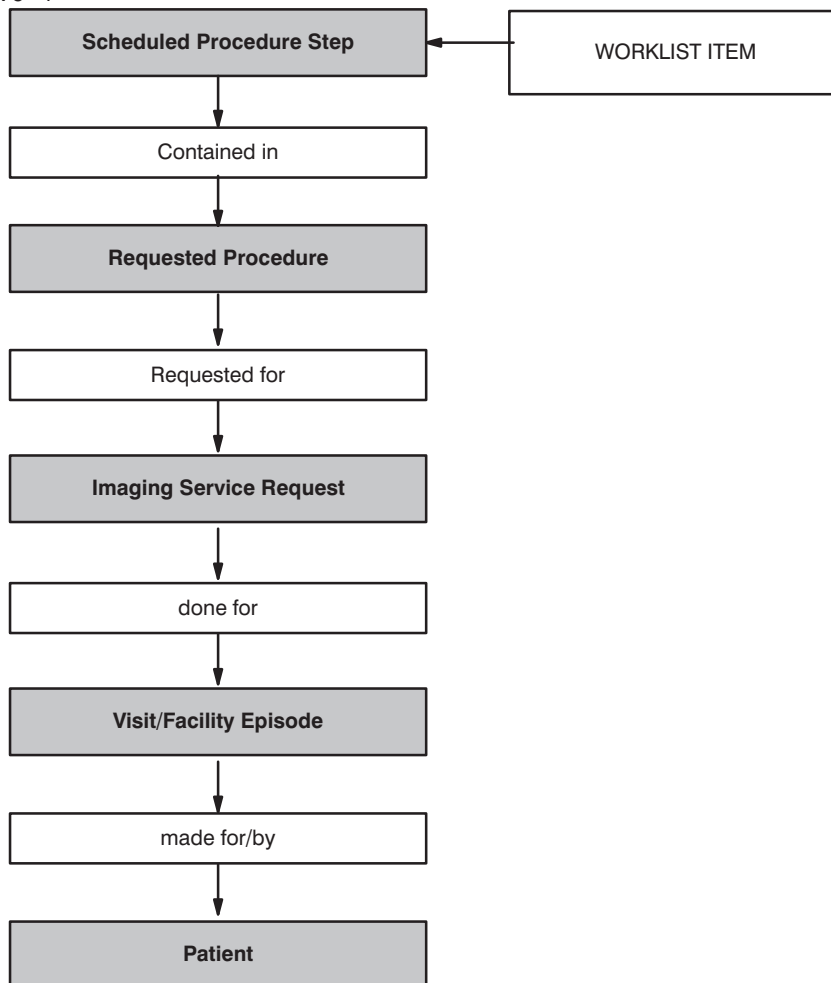 Scheduled Procedure Step
WORKLIST ITEM
Contained in
Requested Procedure
Requested for
Imaging Service Request
done for
Visit/Facility Episode
made for/by
Patient